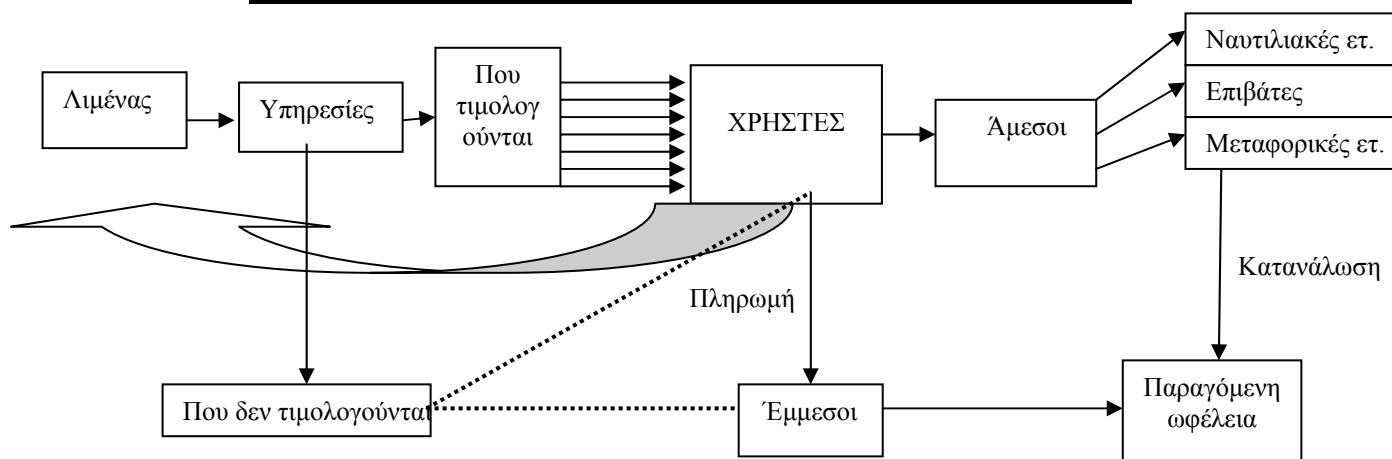 Λιμένας
Υπηρεσίες
Που
τιμολογ
ούνται
ΧΡΗΣΤΕΣ
Άμεσοι
Ναυτιλιακές ετ.
Επιβάτες
Μεταφορικές ετ.
Κατανάλωση
Πληρωμή
Που δεν τιμολογούνται
Έμμεσοι
Παραγόμενη
ωφέλεια